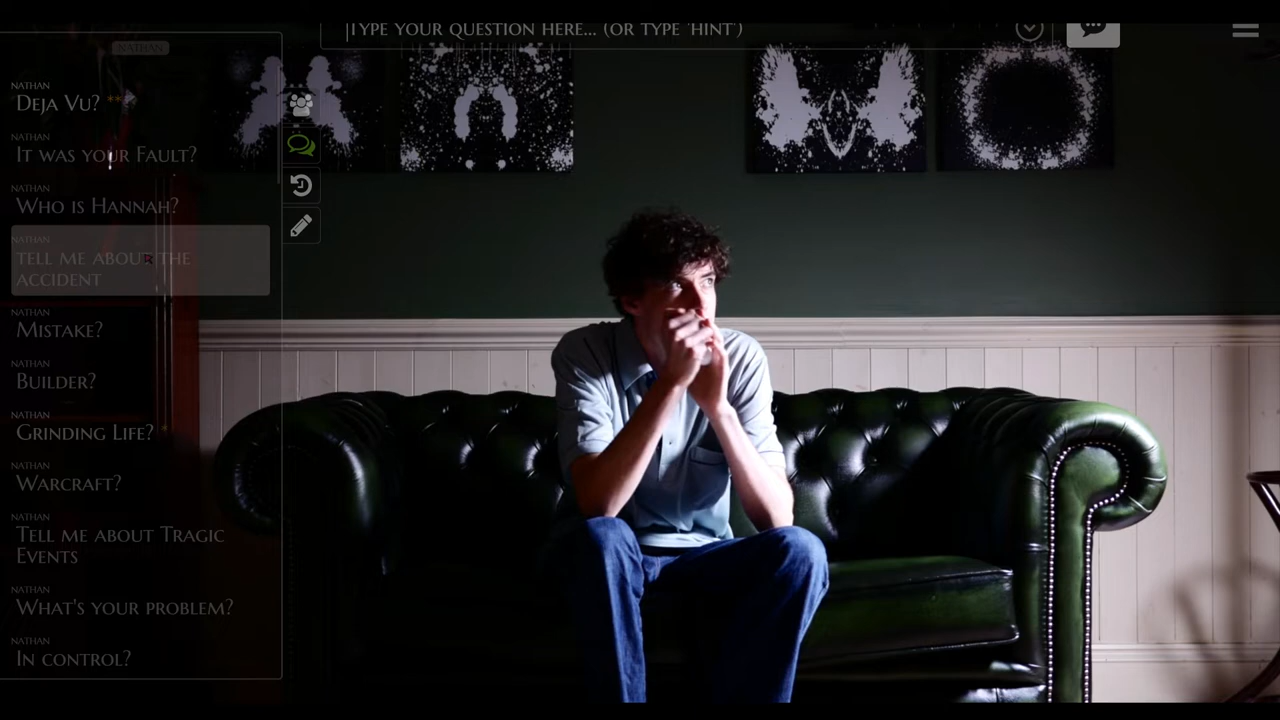 Type your question here... (or type 'hint')
NATHAN
NATHAN
Deja Vu? **
NATHAN
It was your Fault?
NATHAN
Who is Hannah?
NATHAN
tell me about the
accident
NATHAN
Mistake?
NATHAN
Builder?
NATHAN
Grinding Life?
NATHAN
Warcraft?
NATHAN
Tell me about Tragic
Events
NATHAN
What's your problem?
NATHAN
In control?